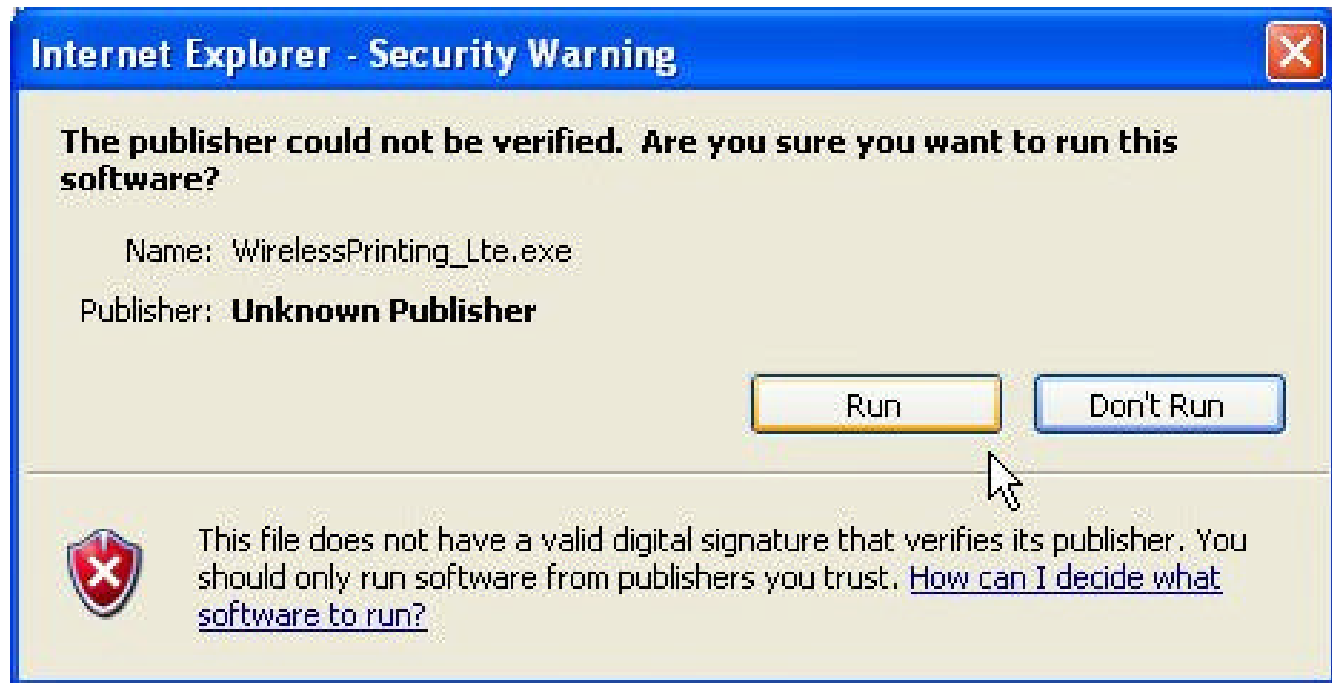 Internet Explorer - Security Warning
The publisher could not be verified.  Are you sure you want to run this
software?
Name: WirelessPrinting_Lte.exe
Publisher: Unknown Publisher
Run
Don't Run
This file does not have a valid digital signature that verifies its publisher. You
should only run software from publishers you trust. How can I decide what
software to run?